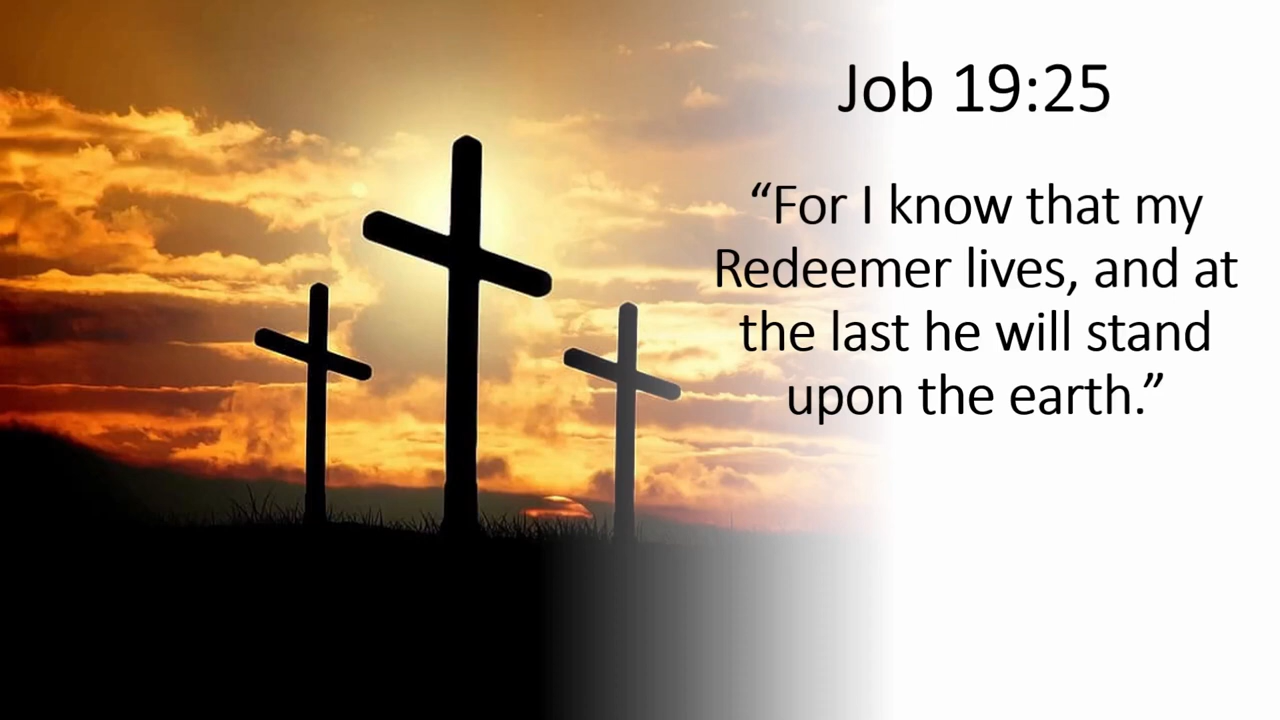 Job 19:25
“For I know that my
Redeemer lives, and at
the last he will stand
upon the earth.”